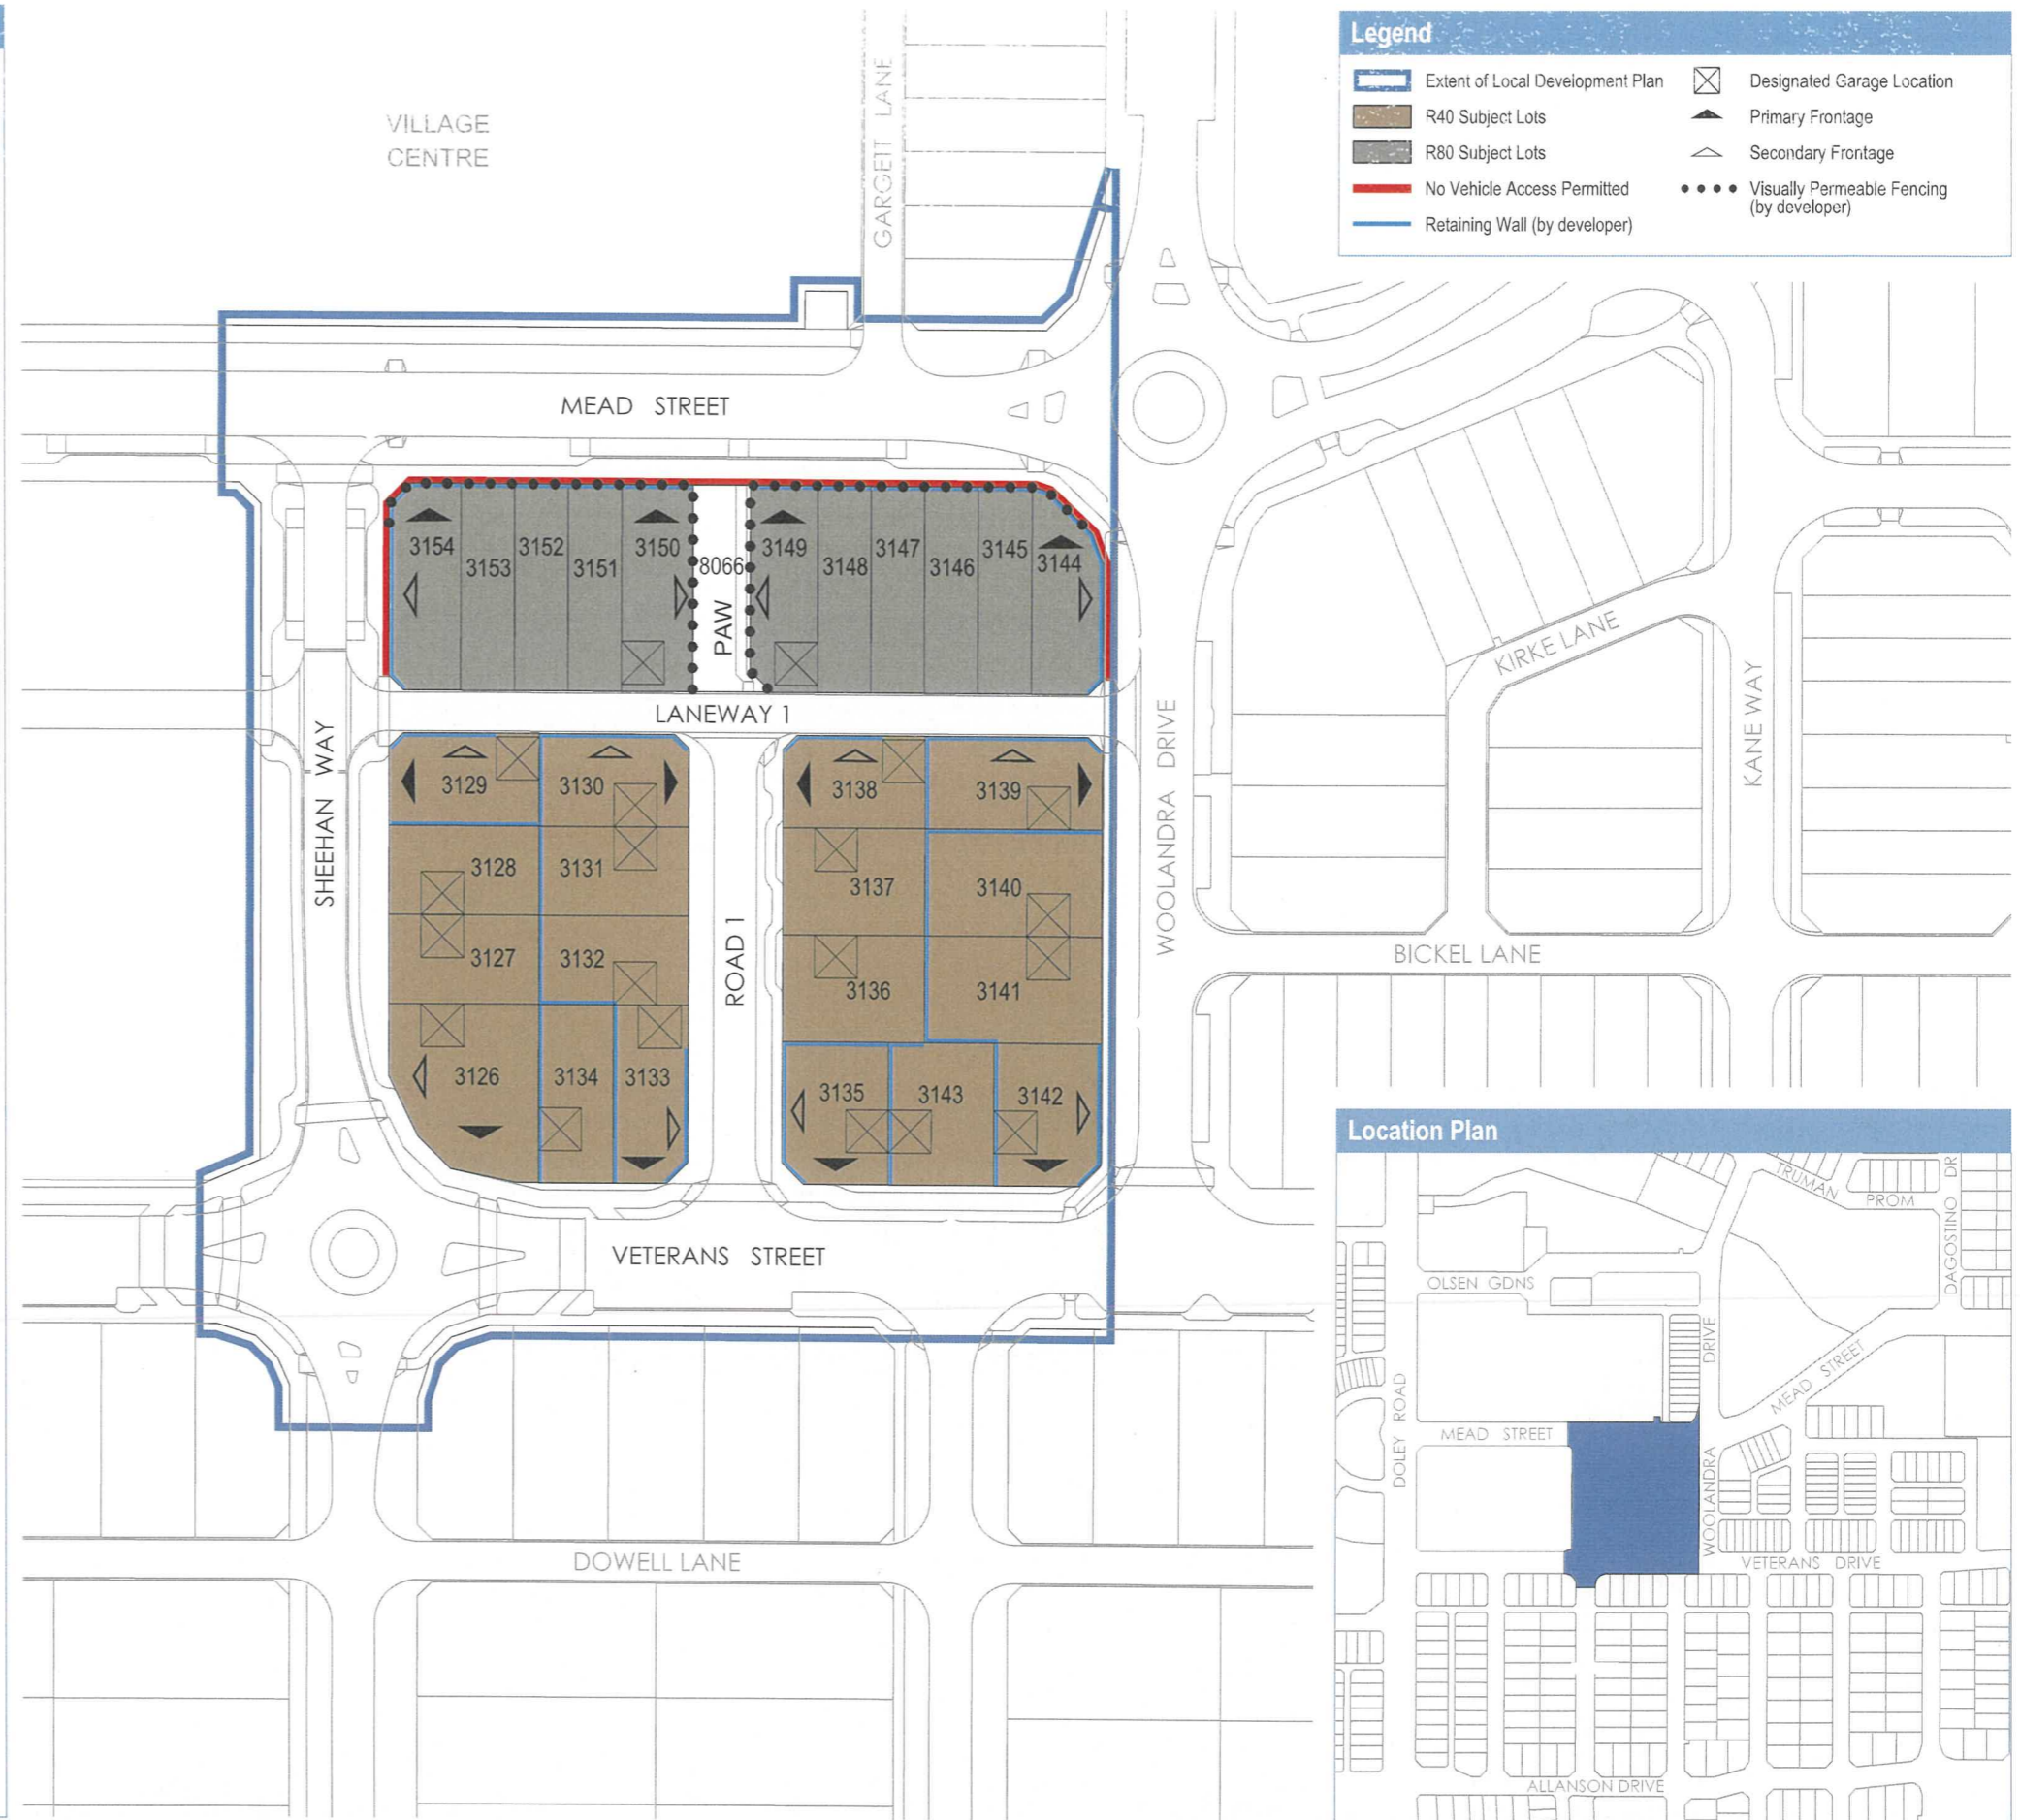 Legend
Extent of Local Development Plan
R40 Subject Lots
R80 Subject Lots
No Vehicle Access Permitted
Retaining Wall (by developer)
Designated Garage Location
Primary Frontage
Secondary Frontage
Visually Permeable Fencing
(by developer)
VILLAGE
CENTRE
GARGETT LANE
MEAD STREET
3154
3153
3152
3151
3150
8066
PAW
3149
3148
3147
3146
3145
3144
LANEWAY 1
SHEEHAN WAY
3129
3130
3128
3131
3127
3132
3126
3134
3133
ROAD 1
3138
3139
3137
3140
3136
3141
3135
3143
3142
WOOLANDRA DRIVE
KIRKE LANE
KANE WAY
BICKEL LANE
VETERANS STREET
DOWELL LANE
Location Plan
TRUMAN
PROM
DAGOSTINO DR
OLSEN GDNS
DRIVE
MEAD STREET
DOLEY ROAD
MEAD STREET
WOOLANDRA
VETERANS DRIVE
ALLANSON DRIVE